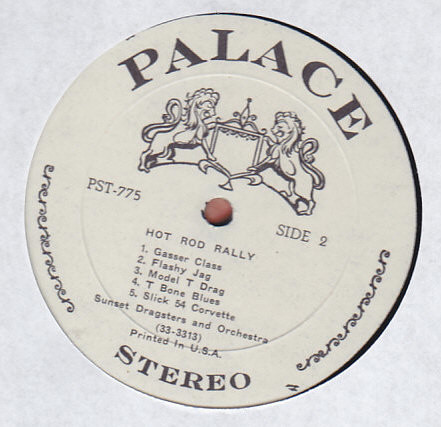 PALACE
PST-775
SIDE 2
HOT ROD RALLY
1. Gasser Class
2. Flashy Jag
3. Model T Drag
4. T Bone Blues
5. Slick 54 Corvette
Sunset Dragsters and Orchestra
(33-3313)
Printed In U.S.A.
STEREO